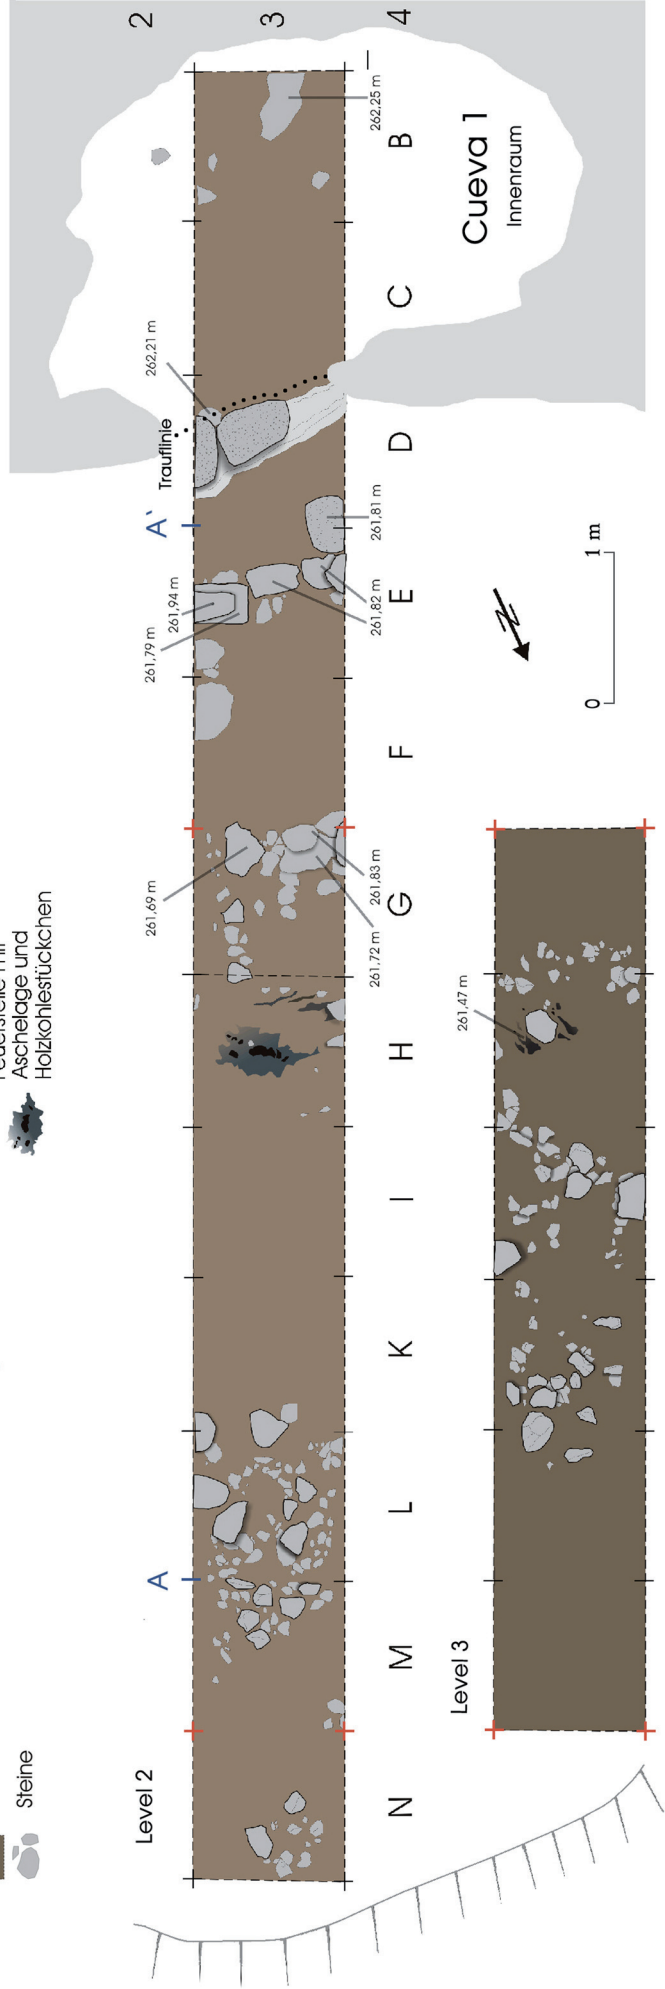 Feuerstelle mit
Aschelage und
Holzkohlestückchen
Steine
Level 2
A
261,69 m
261,79 m
261,94 m
A`
Trauflinie
262,21 m
2
3
4
261,72 m
261,83 m
261,82 m
261,81 m
262,25 m
N
M
L
K
I
H
G
F
E
D
C
B
Cueva 1
Innenraum
Level 3
261,47 m
N
0
1 m